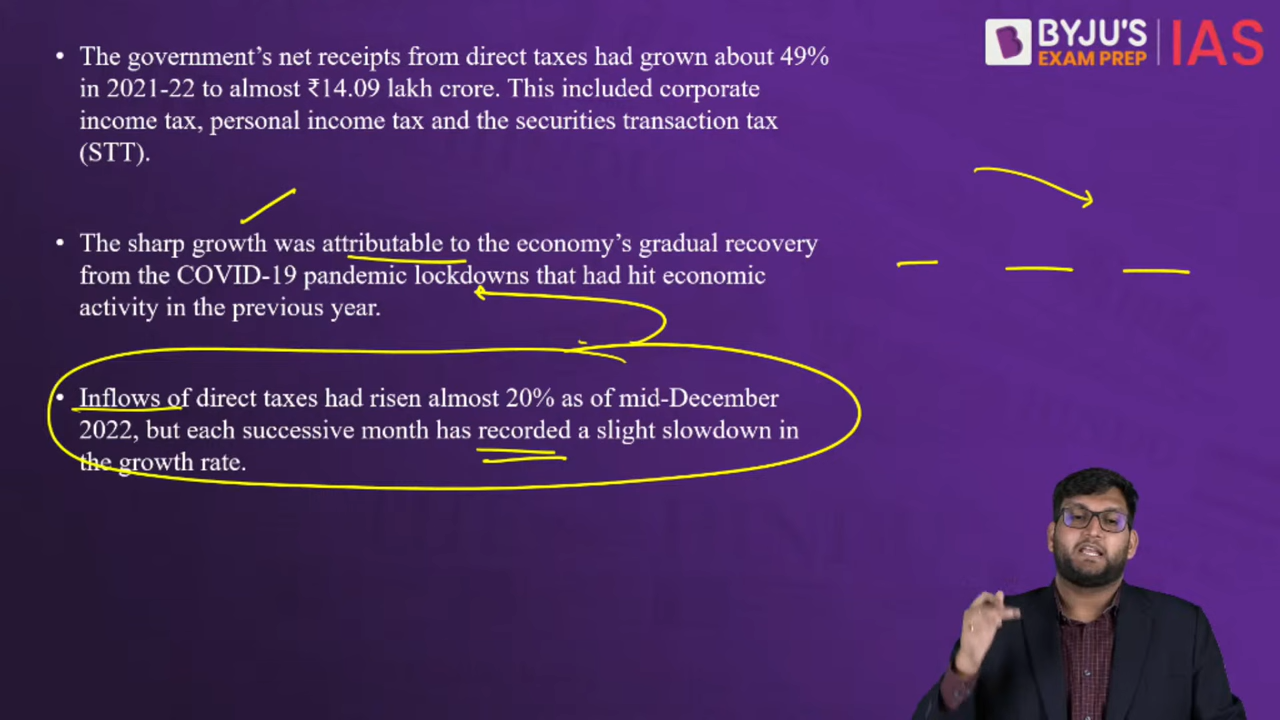 • The government’s net receipts from direct taxes had grown about 49%
in 2021-22 to almost ₹14.09 lakh crore. This included corporate
income tax, personal income tax and the securities transaction tax
(STT).
• The sharp growth was attributable to the economy’s gradual recovery
from the COVID-19 pandemic lockdowns that had hit economic
activity in the previous year.
• Inflows of direct taxes had risen almost 20% as of mid-December
2022, but each successive month has recorded a slight slowdown in
the growth rate.
BYJU'S
EXAM PREP
IAS